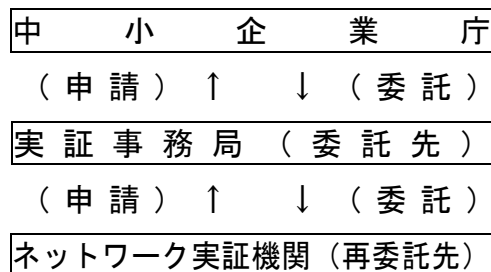 中小企業庁
（申請）↑　↓（委託）
実証事務局（委託先）
（申請）↑　↓（委託）
ネットワーク実証機関（再委託先）